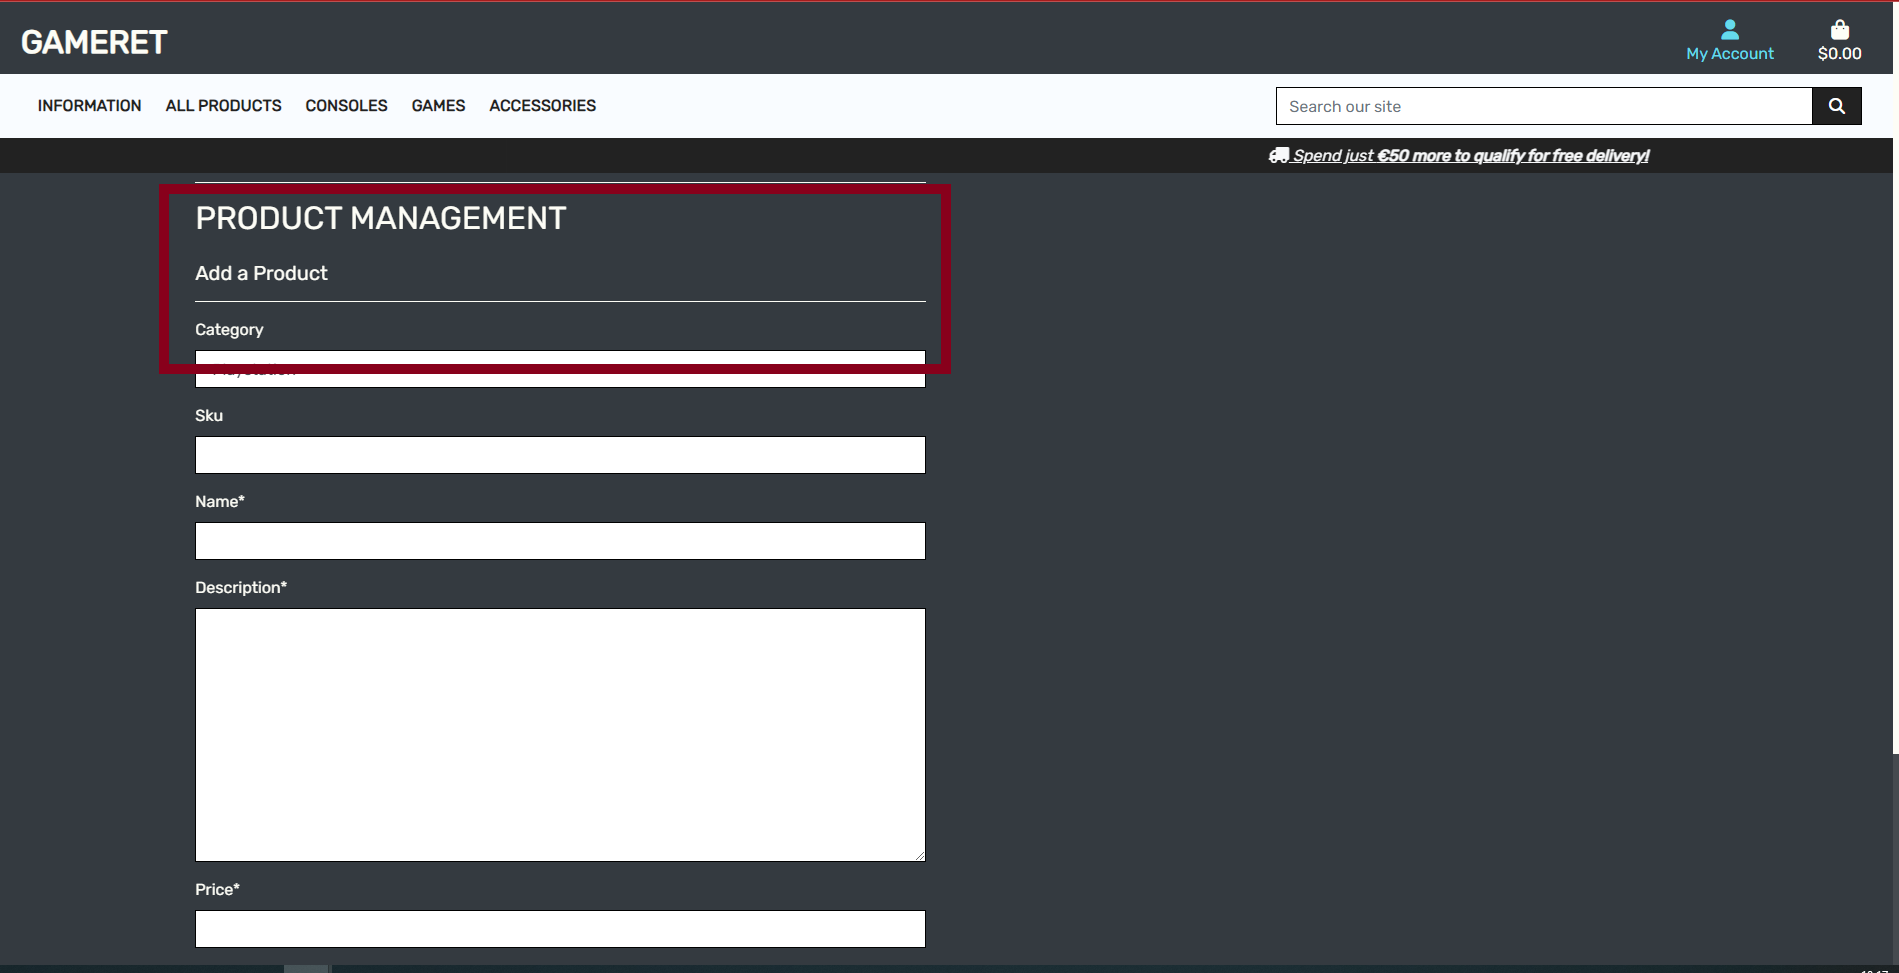 GAMERET
My Account
$0.00
INFORMATION ALL PRODUCTS CONSOLES GAMES ACCESSORIES
Search our site
Spend just €50 more to qualify for free delivery!
PRODUCT MANAGEMENT
Add a Product
Category
Sku
Name*
Description*
Price*